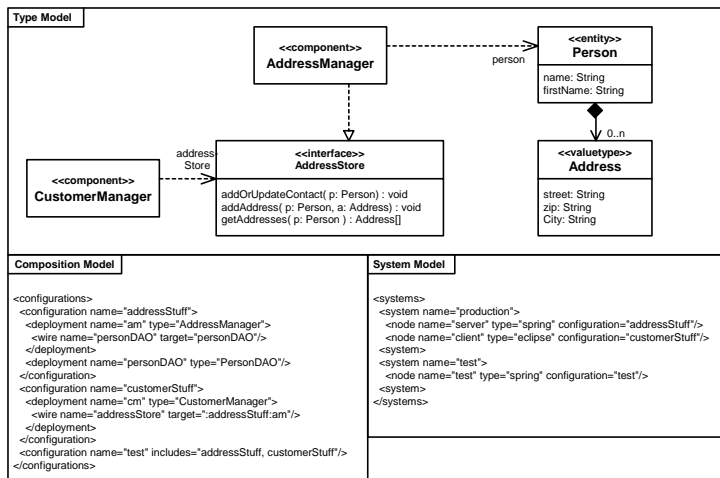 Type Model
<<component>>
AddressManager
person
<<entity>>
Person
name: String
firstName: String
0..n
<<component>>
CustomerManager
address
Store
<<interface>>
AddressStore
addOrUpdateContact( p: Person) : void
addAddress( p: Person, a: Address) : void
getAddresses( p: Person ) : Address[]
<<valuetype>>
Address
street: String
zip: String
City: String
Composition Model
<configurations>
<configuration name="addressStuff">
<deployment name="am" type="AddressManager">
<wire name="personDAO" target="personDAO"/>
</deployment>
<deployment name="personDAO" type="PersonDAO"/>
</configuration>
<configuration name="customerStuff">
<deployment name="cm" type="CustomerManager">
<wire name="addressStore" target=":addressStuff:am"/>
</deployment>
</configuration>
<configuration name="test" includes="addressStuff, customerStuff"/>
</configurations>
System Model
<systems>
<system name="production">
<node name="server" type="spring" configuration="addressStuff"/>
<node name="client" type="eclipse" configuration="customerStuff"/>
<system>
<system name="test">
<node name="test" type="spring" configuration="test"/>
<system>
</systems>